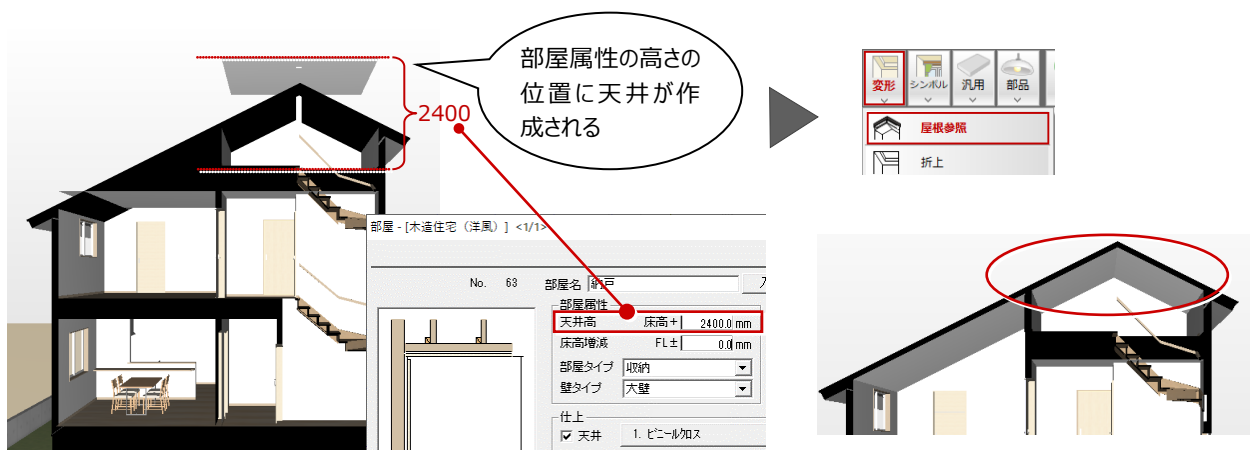 部屋属性の高さの
位置に天井が作
成される
2400
部屋 - [木造住宅（洋風）] <1/1>
No. 63 部屋名 納戸
部屋属性
天井高 床高+ 2400.0 mm
床高増減 FL± 0.0 mm
部屋タイプ 収納
壁タイプ 大壁
仕上
天井 1. ビニールクロス
変形 シンボル 汎用 部品
屋根参照
折上